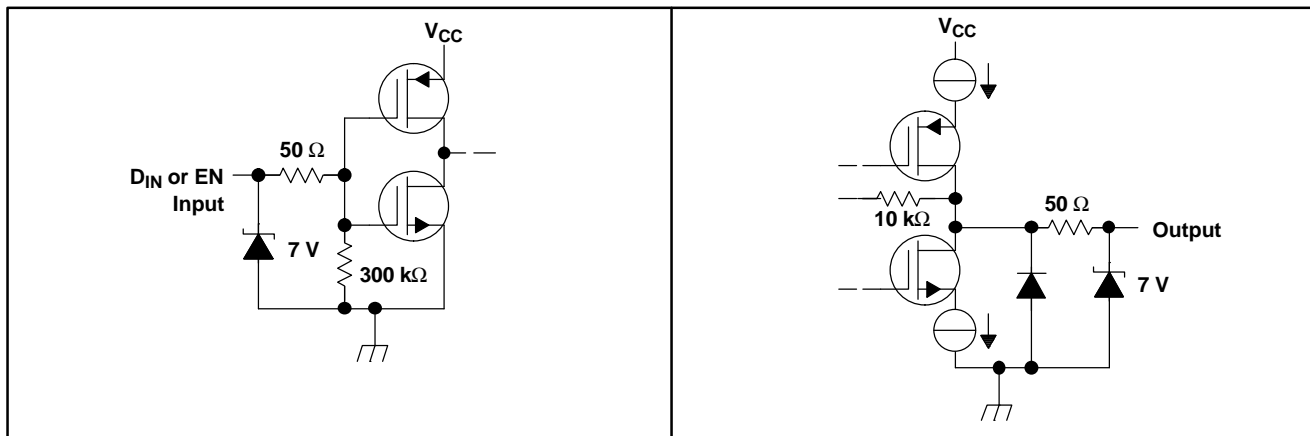 VCC
50 Ω
DIN or EN
Input
7 V
300 kΩ
VCC
10 kΩ
50 Ω
Output
7 V